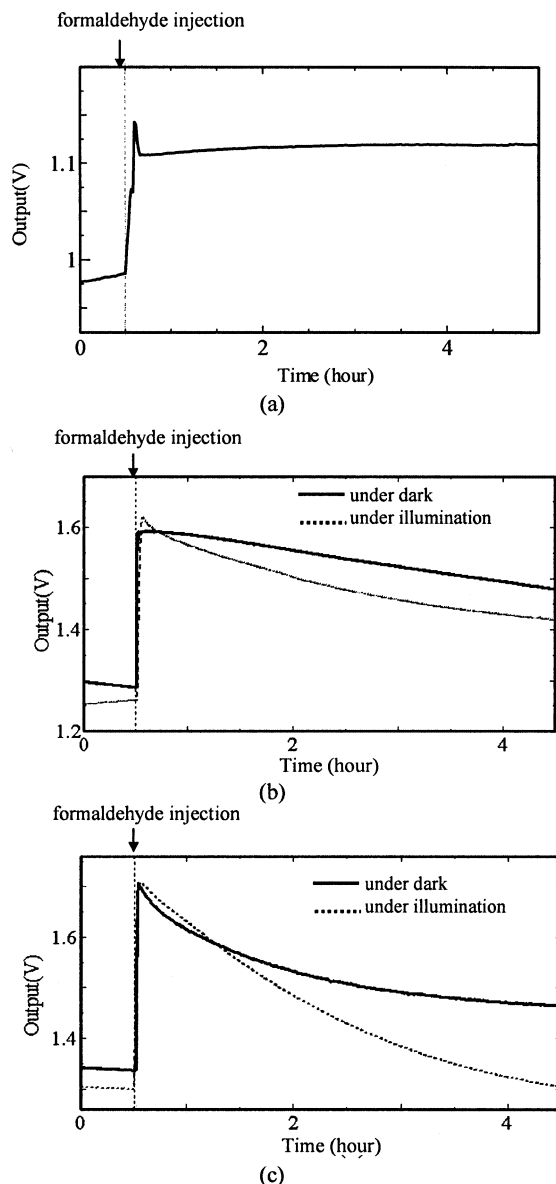 formaldehyde injection
1.1
1
Output(V)
0
2
4
Time (hour)
(a)
formaldehyde injection
under dark
under illumination
1.6
1.4
1.2
Output(V)
0
2
4
Time (hour)
(b)
formaldehyde injection
under dark
under illumination
1.6
1.4
Output(V)
0
2
4
Time (hour)
(c)